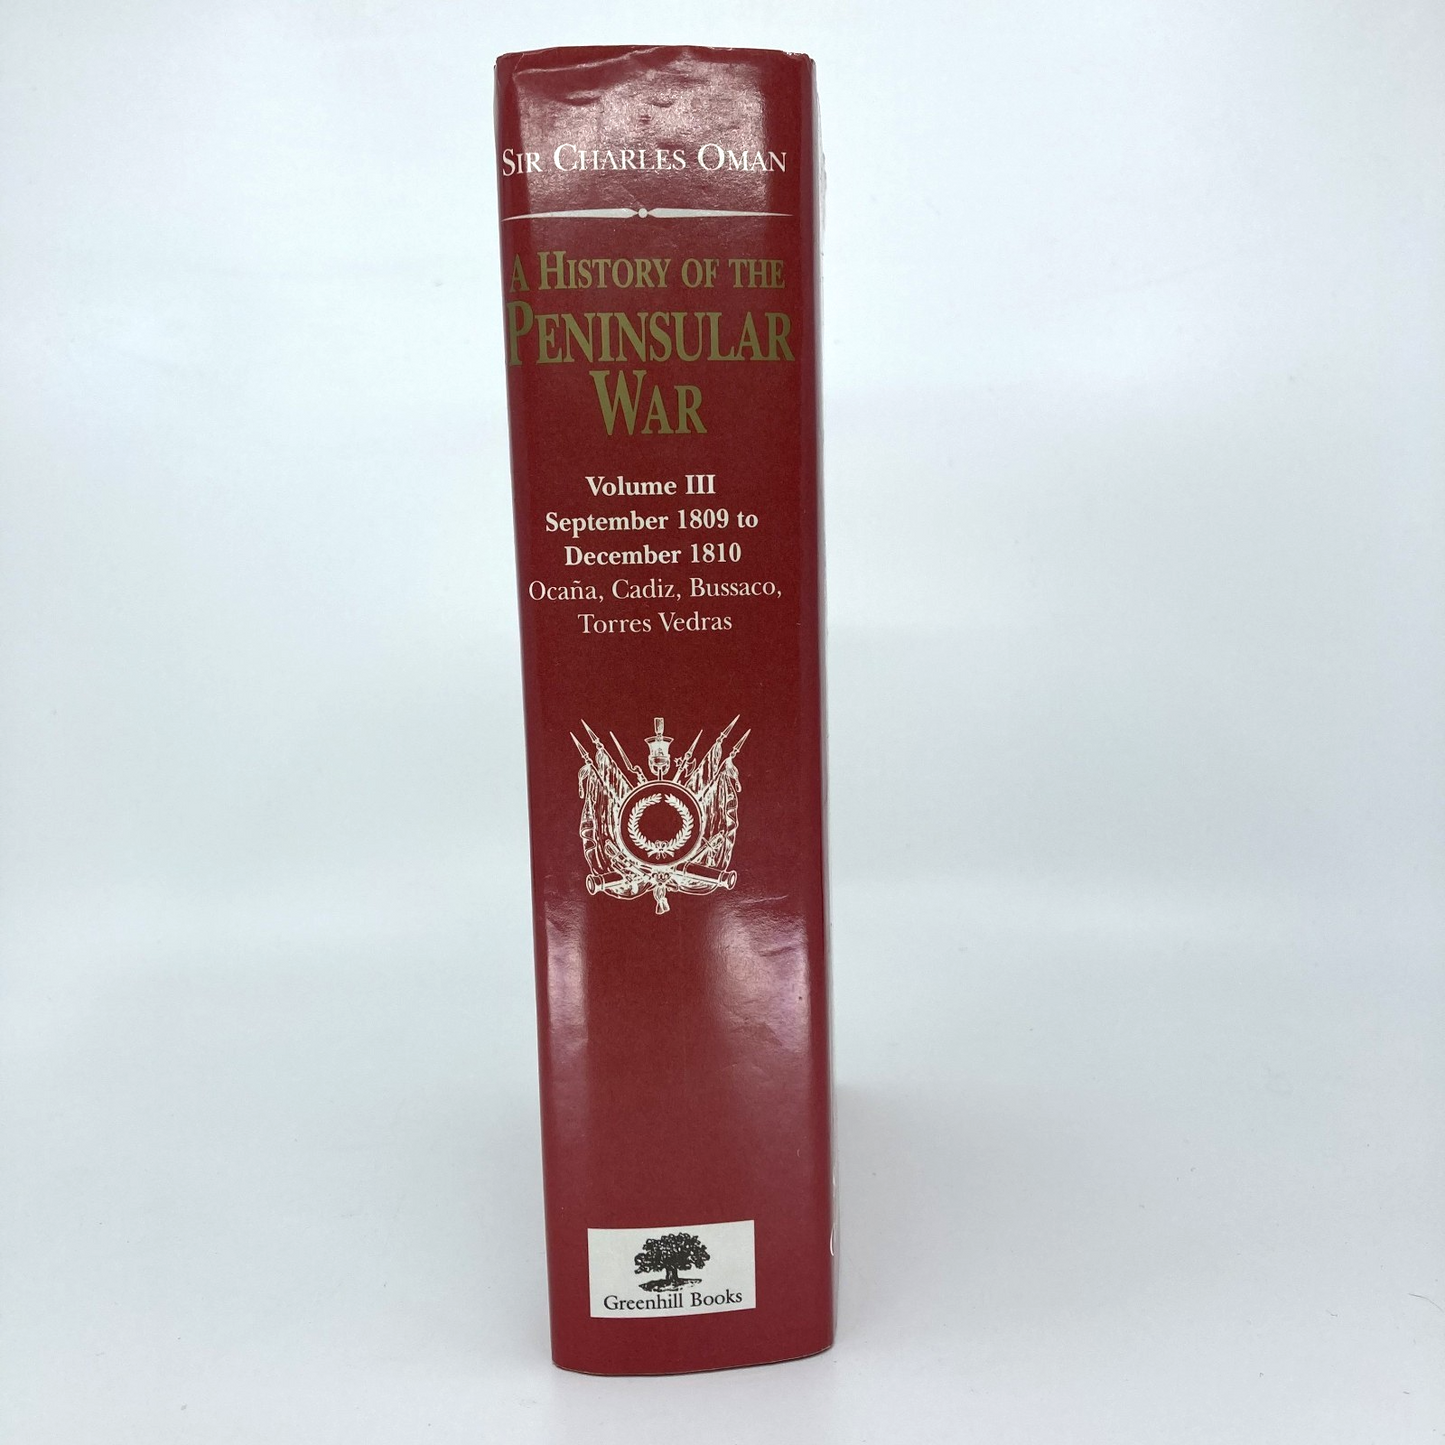 SIR CHARLES OMAN
A HISTORY OF THE
PENINSULAR
WAR
Volume III
September 1809 to
December 1810
Ocaña, Cadiz, Bussaco,
Torres Vedras
Greenhill Books